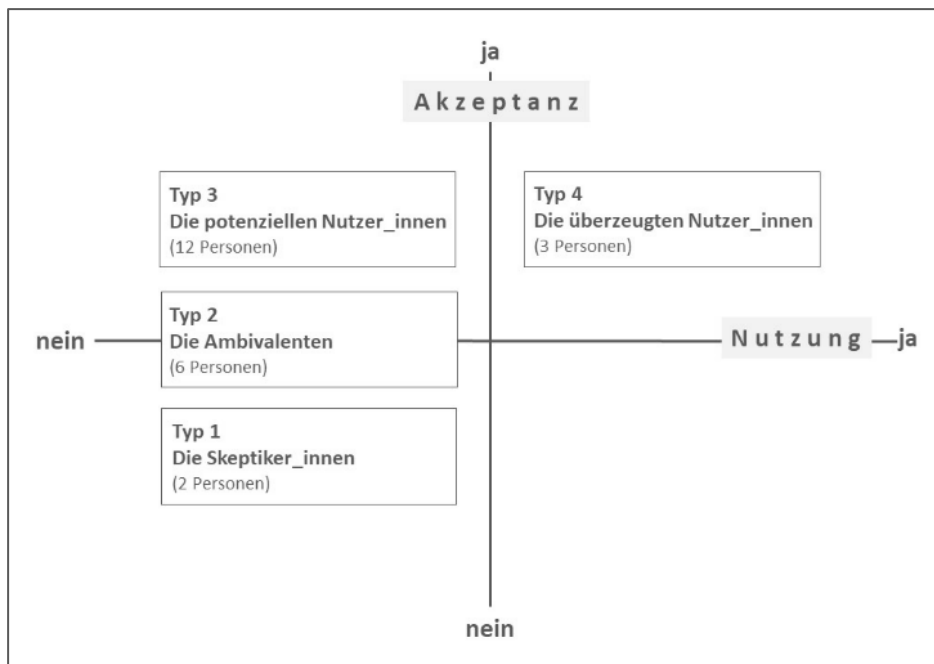 ja
Akzeptanz
Typ 3
Die potenziellen Nutzer_innen
(12 Personen)
Typ 4
Die überzeugten Nutzer_innen
(3 Personen)
Typ 2
Die Ambivalenten
(6 Personen)
nein
Nutzung
ja
Typ 1
Die Skeptiker_innen
(2 Personen)
nein